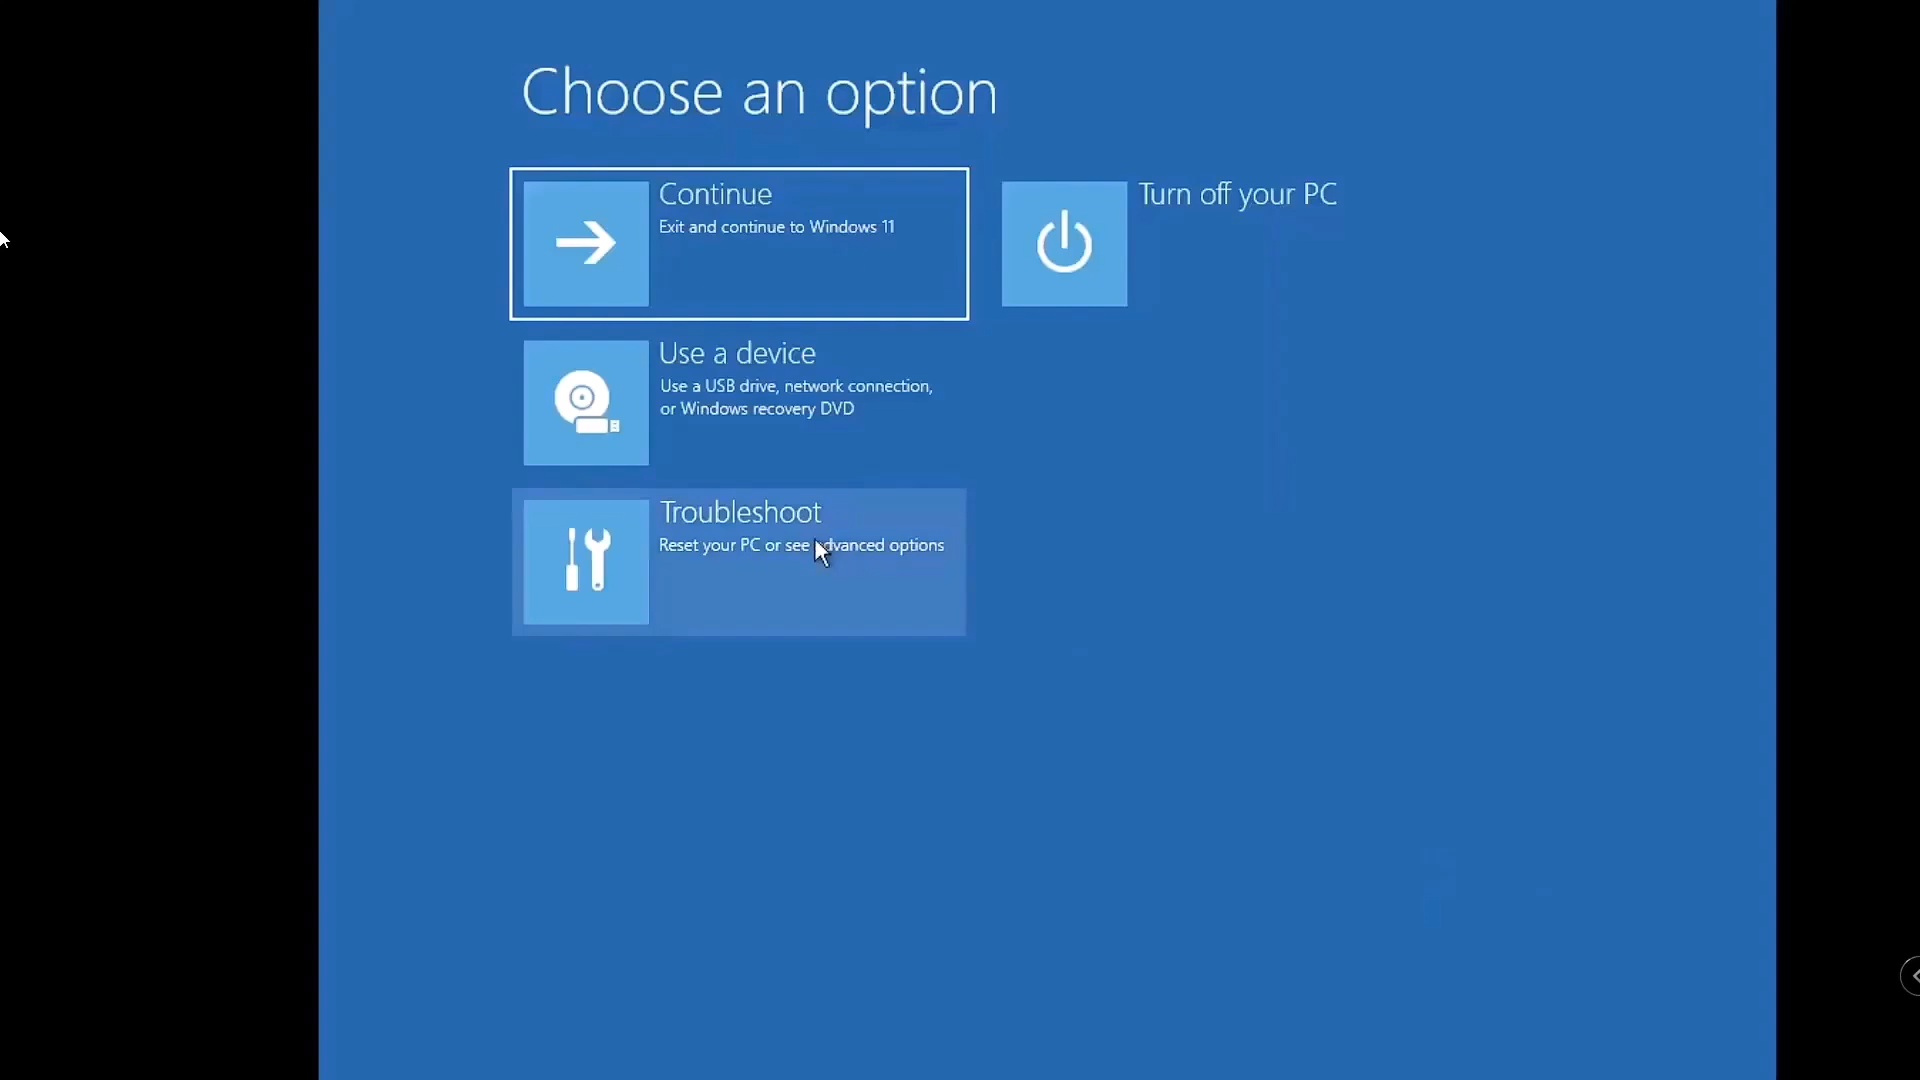 Choose an option
Continue
Exit and continue to Windows 11
Turn off your PC
Use a device
Use a USB drive, network connection,
or Windows recovery DVD
Troubleshoot
Reset your PC or see advanced options